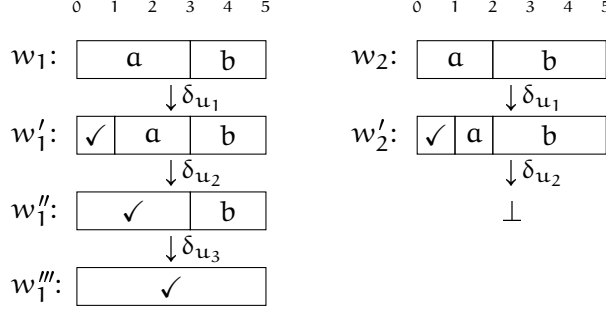 0 1 2 3 4 5 0 1 2 3 4 5
w₁: a b w₂: a b
↓ δᵤ₁ ↓ δᵤ₁
w₁′: ✓ a b w₂′: ✓ a b
↓ δᵤ₂ ↓ δᵤ₂
w₁″: ✓ b ⊥
↓ δᵤ₃
w₁‴: ✓